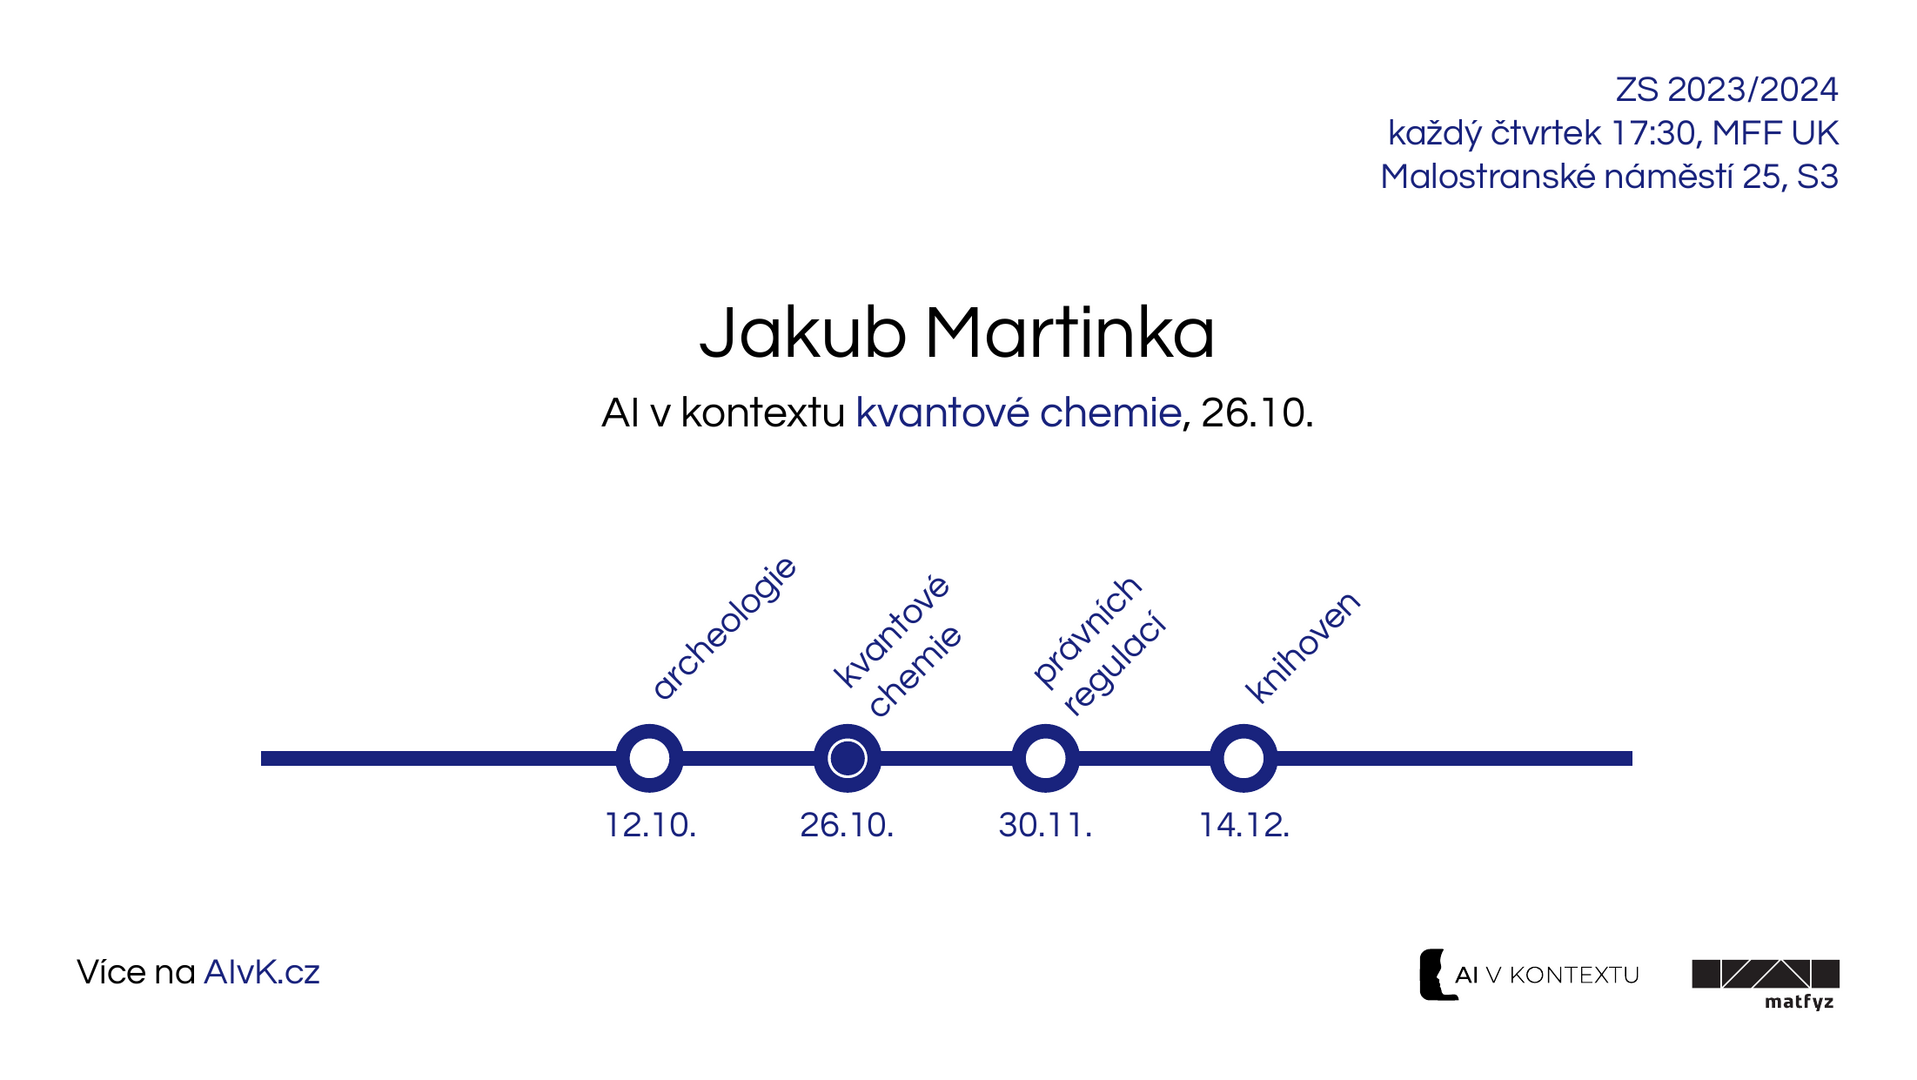 ZS 2023/2024
každý čtvrtek 17:30, MFF UK
Malostranské náměstí 25, S3
Jakub Martinka
AI v kontextu kvantové chemie, 26.10.
archeologie
kvantové
chemie
právních
regulací
knihoven
12.10.
26.10.
30.11.
14.12.
Více na AIvK.cz
AI V KONTEXTU
matfyz